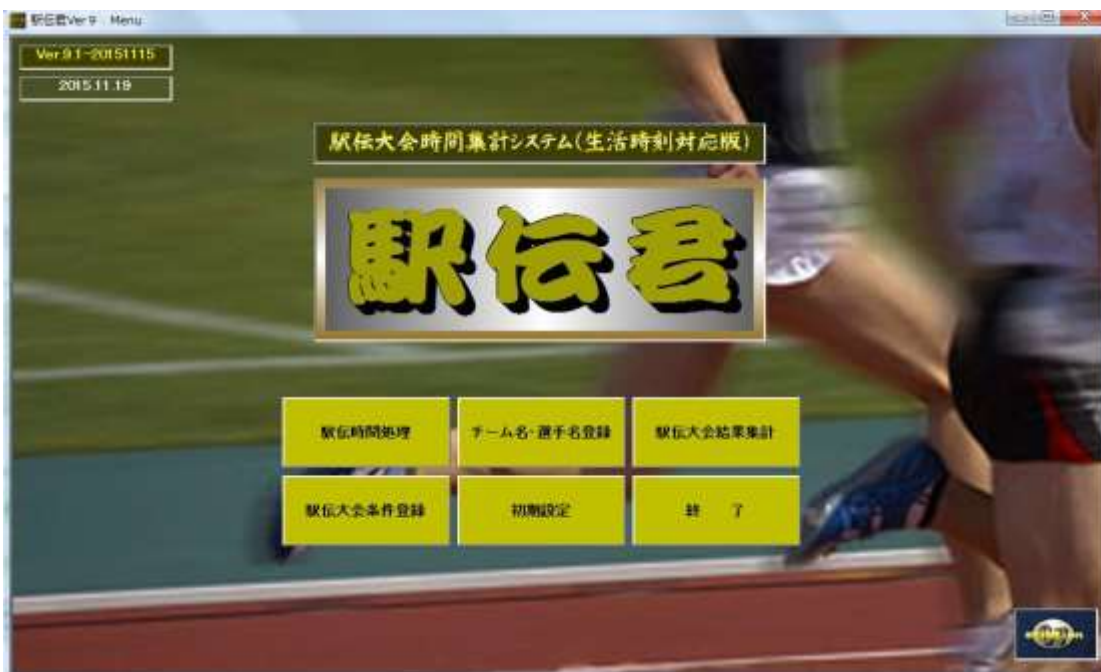 駅伝君Ver 9 Menu
Ver.9.1-20151115
2015.11.19
駅伝大会時間集計システム(生活時刻対応版)
駅伝君
駅伝時間処理
チーム名・選手名登録
駅伝大会結果集計
駅伝大会条件登録
初期設定
終 了